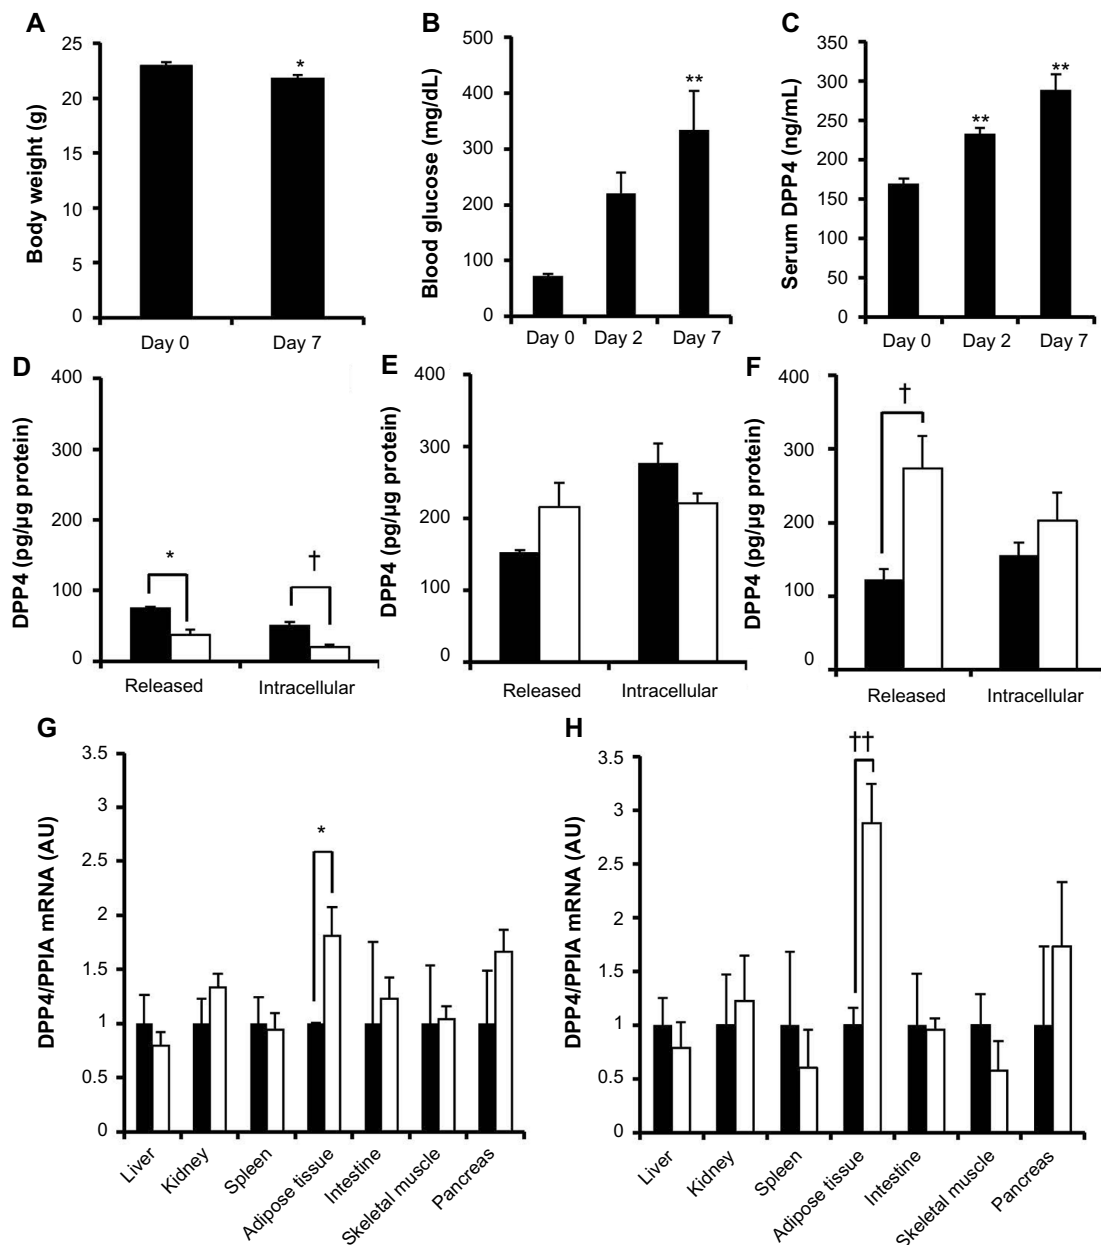 A
Body weight (g)
25
20
15
10
5
0
*
Day 0
Day 7
B
Blood glucose (mg/dL)
500
400
300
200
100
0
**
Day 0
Day 2
Day 7
C
Serum DPP4 (ng/mL)
350
300
250
200
150
100
50
0
**
**
Day 0
Day 2
Day 7
D
DPP4 (pg/µg protein)
400
300
200
100
0
*
†
Released
Intracellular
E
DPP4 (pg/µg protein)
400
300
200
100
0
Released
Intracellular
F
DPP4 (pg/µg protein)
400
300
200
100
0
†
Released
Intracellular
G
DPP4/PPIA mRNA (AU)
3.5
3
2.5
2
1.5
1
0.5
0
*
Liver
Kidney
Spleen
Adipose tissue
Intestine
Skeletal muscle
Pancreas
H
DPP4/PPIA mRNA (AU)
3.5
3
2.5
2
1.5
1
0.5
0
††
Liver
Kidney
Spleen
Adipose tissue
Intestine
Skeletal muscle
Pancreas